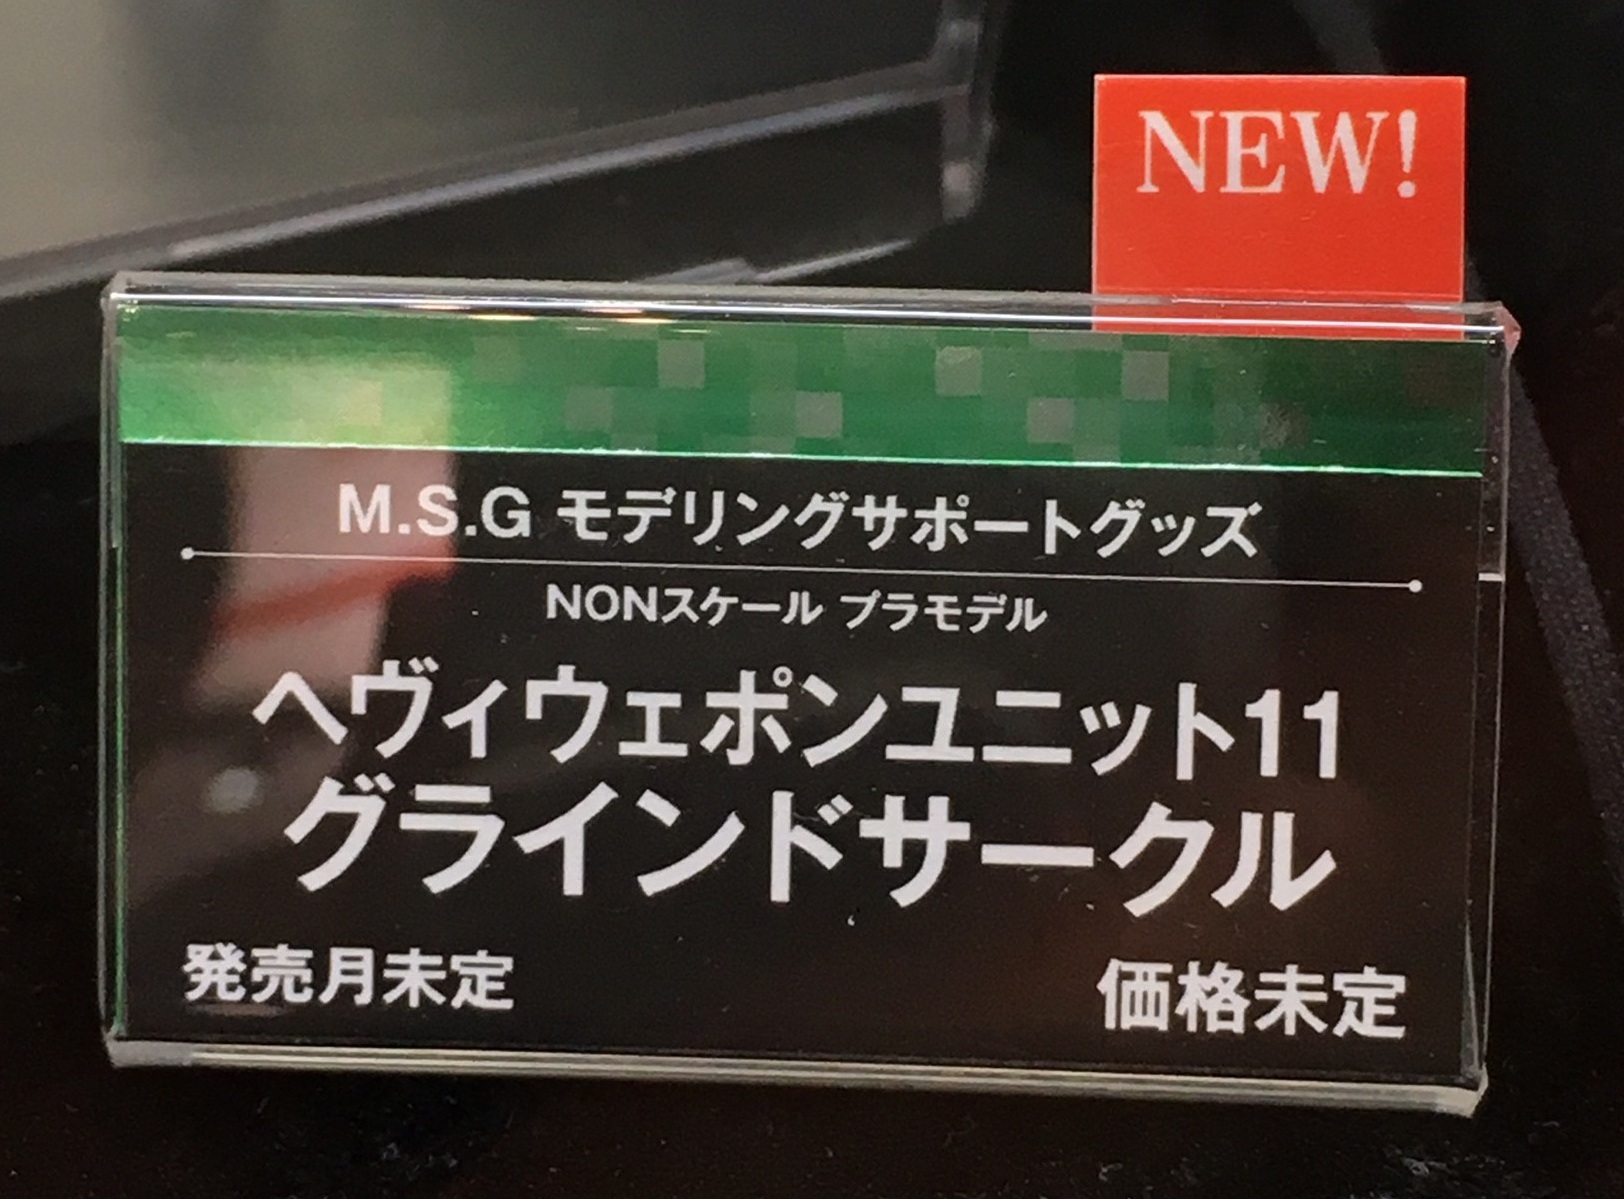 NEW!
M.S.G モデリングサポートグッズ
NONスケール プラモデル
ヘヴィウェポンユニット11
グラインドサークル
発売月未定 価格未定